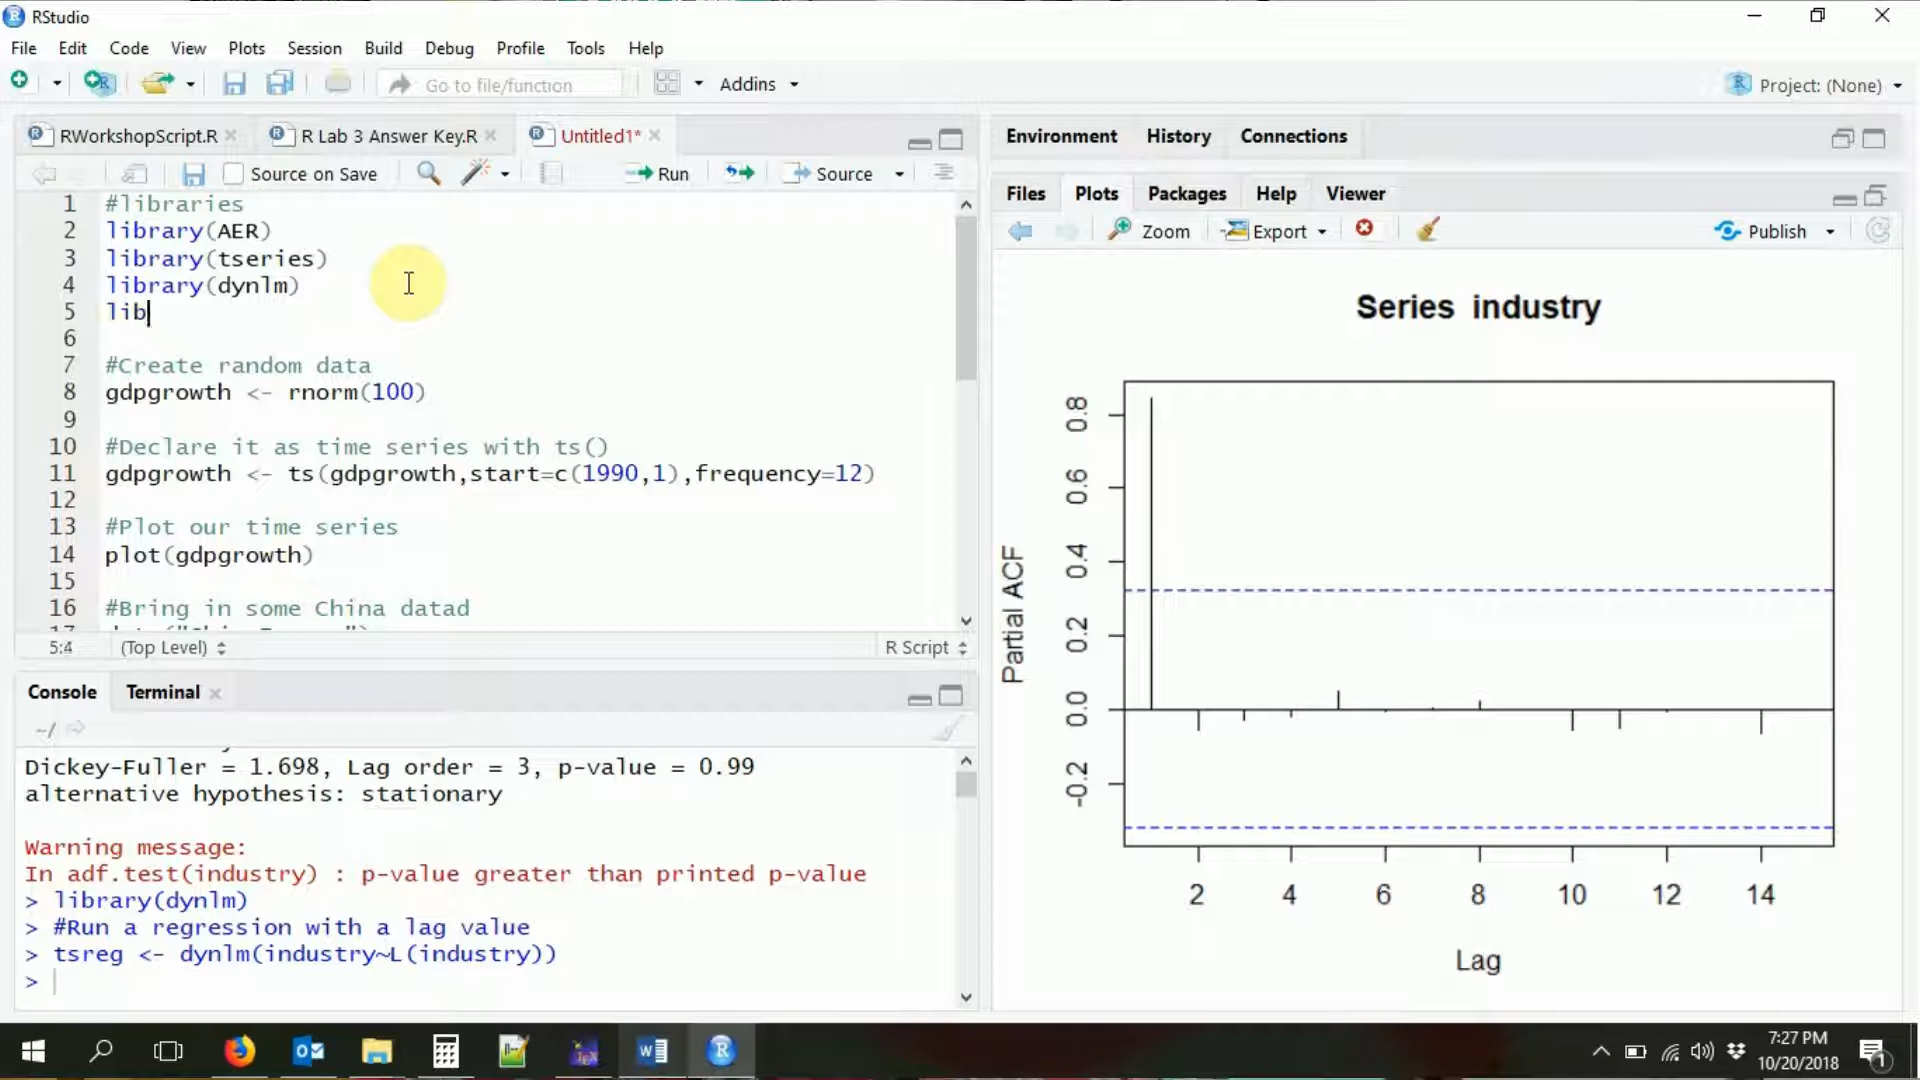 RStudio
File Edit Code View Plots Session Build Debug Profile Tools Help
Go to file/function Addins Project: (None)
RWorkshopScript.R R Lab 3 Answer Key.R Untitled1*
Source on Save Run Source
1 #libraries
2 library(AER)
3 library(tseries)
4 library(dynlm)
5 lib
6
7 #Create random data
8 gdpgrowth <- rnorm(100)
9
10 #Declare it as time series with ts()
11 gdpgrowth <- ts(gdpgrowth,start=c(1990,1),frequency=12)
12
13 #Plot our time series
14 plot(gdpgrowth)
15
16 #Bring in some China datad
5:4 (Top Level) R Script
Console Terminal
~/
Dickey-Fuller = 1.698, Lag order = 3, p-value = 0.99
alternative hypothesis: stationary
Warning message:
In adf.test(industry) : p-value greater than printed p-value
> library(dynlm)
> #Run a regression with a lag value
> tsreg <- dynlm(industry~L(industry))
>
Environment History Connections
Files Plots Packages Help Viewer
Zoom Export Publish
Series industry
Partial ACF
0.8
0.6
0.4
0.2
0.0
-0.2
2 4 6 8 10 12 14
Lag
7:27 PM
10/20/2018
1